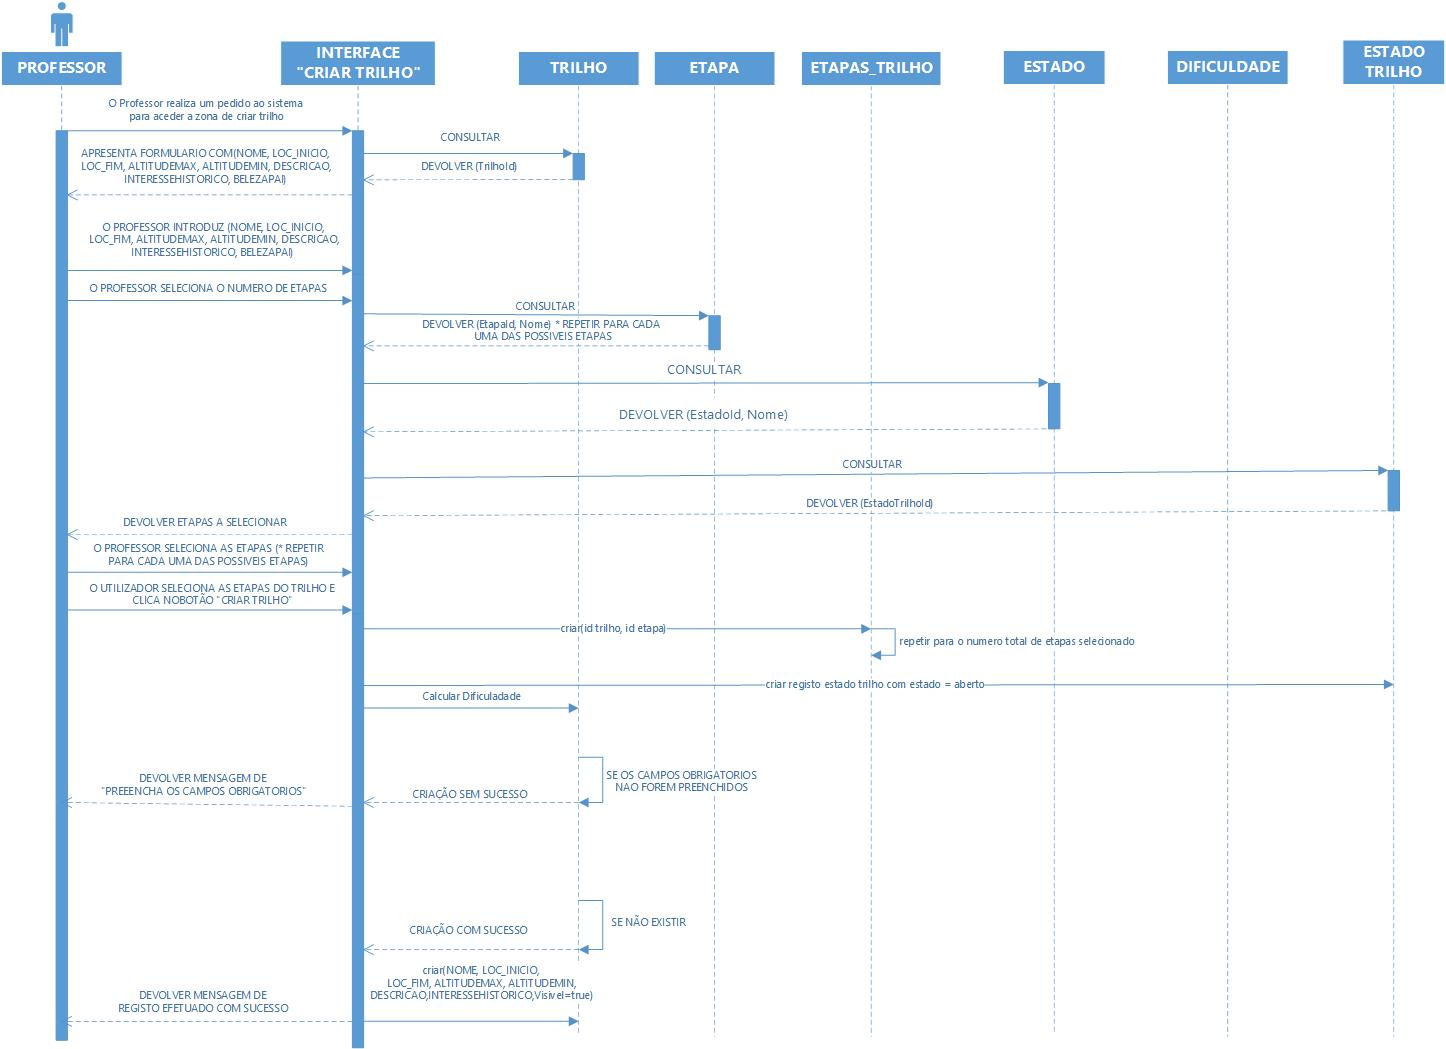 PROFESSOR
INTERFACE
"CRIAR TRILHO"
TRILHO
ETAPA
ETAPAS_TRILHO
ESTADO
DIFICULDADE
ESTADO
TRILHO
O Professor realiza um pedido ao sistema
para aceder a zona de criar trilho
CONSULTAR
APRESENTA FORMULARIO COM(NOME, LOC_INICIO,
LOC_FIM, ALTITUDEMAX, ALTITUDEMIN, DESCRICAO,
INTERESSEHISTORICO, BELEZAPAI)
DEVOLVER (TrilhoId)
O PROFESSOR INTRODUZ (NOME, LOC_INICIO,
LOC_FIM, ALTITUDEMAX, ALTITUDEMIN, DESCRICAO,
INTERESSEHISTORICO, BELEZAPAI)
O PROFESSOR SELECIONA O NUMERO DE ETAPAS
CONSULTAR
DEVOLVER (EtapaId, Nome) * REPETIR PARA CADA
UMA DAS POSSIVEIS ETAPAS
CONSULTAR
DEVOLVER (EstadoId, Nome)
CONSULTAR
DEVOLVER (EstadoTrilhoId)
DEVOLVER ETAPAS A SELECIONAR
O PROFESSOR SELECIONA AS ETAPAS (* REPETIR
PARA CADA UMA DAS POSSIVEIS ETAPAS)
O UTILIZADOR SELECIONA AS ETAPAS DO TRILHO E
CLICA NOBOTÃO "CRIAR TRILHO"
criar(id trilho, id etapa)
repetir para o numero total de etapas selecionado
criar registo estado trilho com estado = aberto
Calcular Dificuladade
SE OS CAMPOS OBRIGATORIOS
NAO FOREM PREENCHIDOS
DEVOLVER MENSAGEM DE
"PREEENCHA OS CAMPOS OBRIGATORIOS"
CRIAÇÃO SEM SUCESSO
SE NÃO EXISTIR
CRIAÇÃO COM SUCESSO
criar(NOME, LOC_INICIO,
LOC_FIM, ALTITUDEMAX, ALTITUDEMIN,
DESCRICAO,INTERESSEHISTORICO,Visivel=true)
DEVOLVER MENSAGEM DE
REGISTO EFETUADO COM SUCESSO